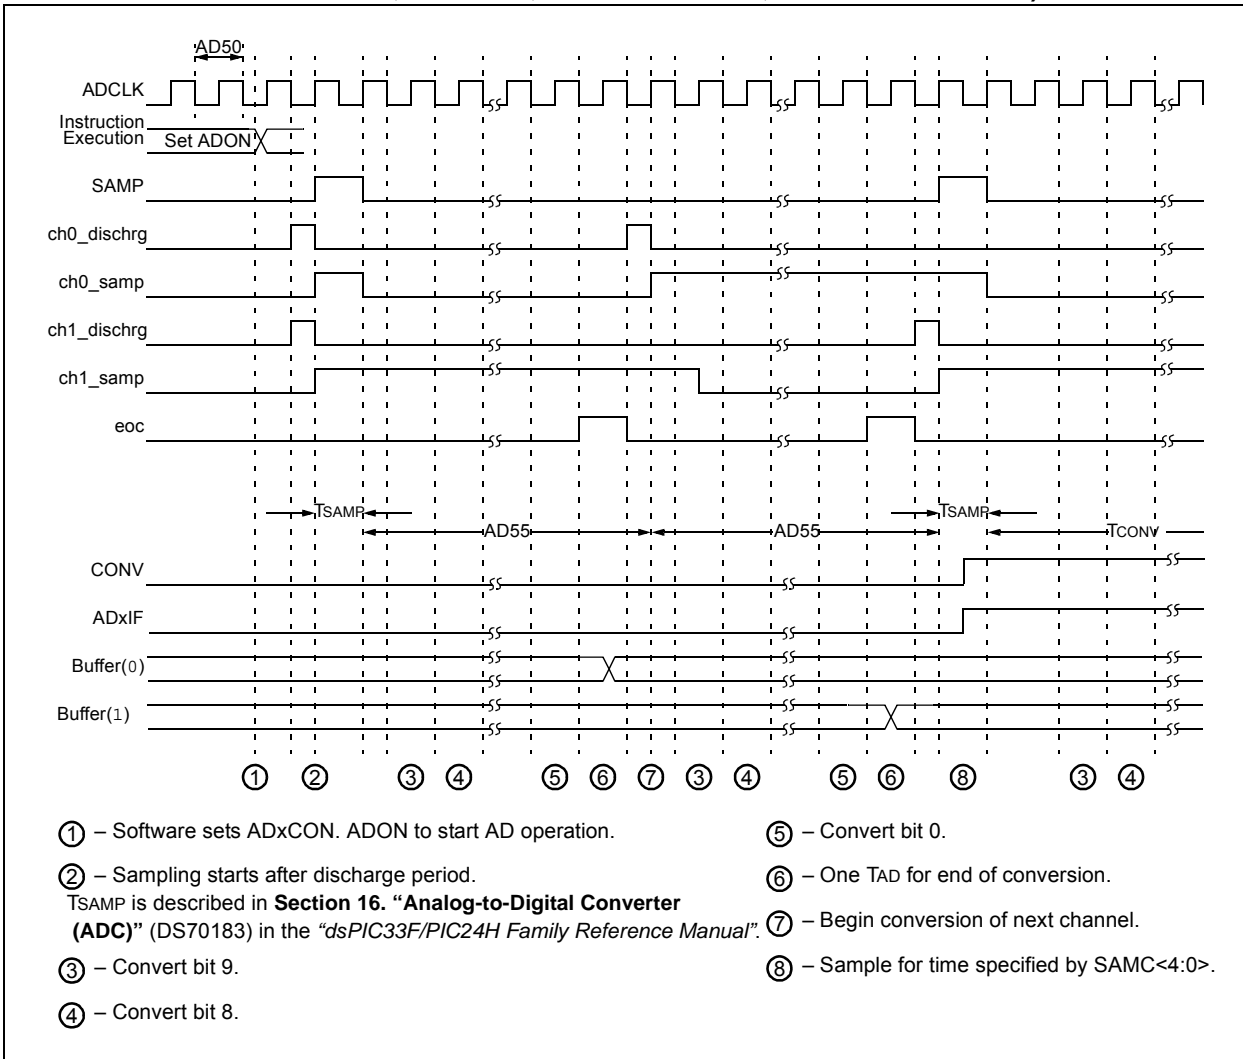 AD50
ADCLK
Instruction
Execution
Set ADON
SAMP
ch0_dischrg
ch0_samp
ch1_dischrg
ch1_samp
eoc
TSAMP
TSAMP
AD55
AD55
TCONV
CONV
ADxIF
Buffer(0)
Buffer(1)
1 2 3 4 5 6 7 3 4 5 6 8 3 4
1 – Software sets ADxCON. ADON to start AD operation.
2 – Sampling starts after discharge period.
TSAMP is described in Section 16. “Analog-to-Digital Converter
(ADC)” (DS70183) in the “dsPIC33F/PIC24H Family Reference Manual”.
3 – Convert bit 9.
4 – Convert bit 8.
5 – Convert bit 0.
6 – One TAD for end of conversion.
7 – Begin conversion of next channel.
8 – Sample for time specified by SAMC<4:0>.